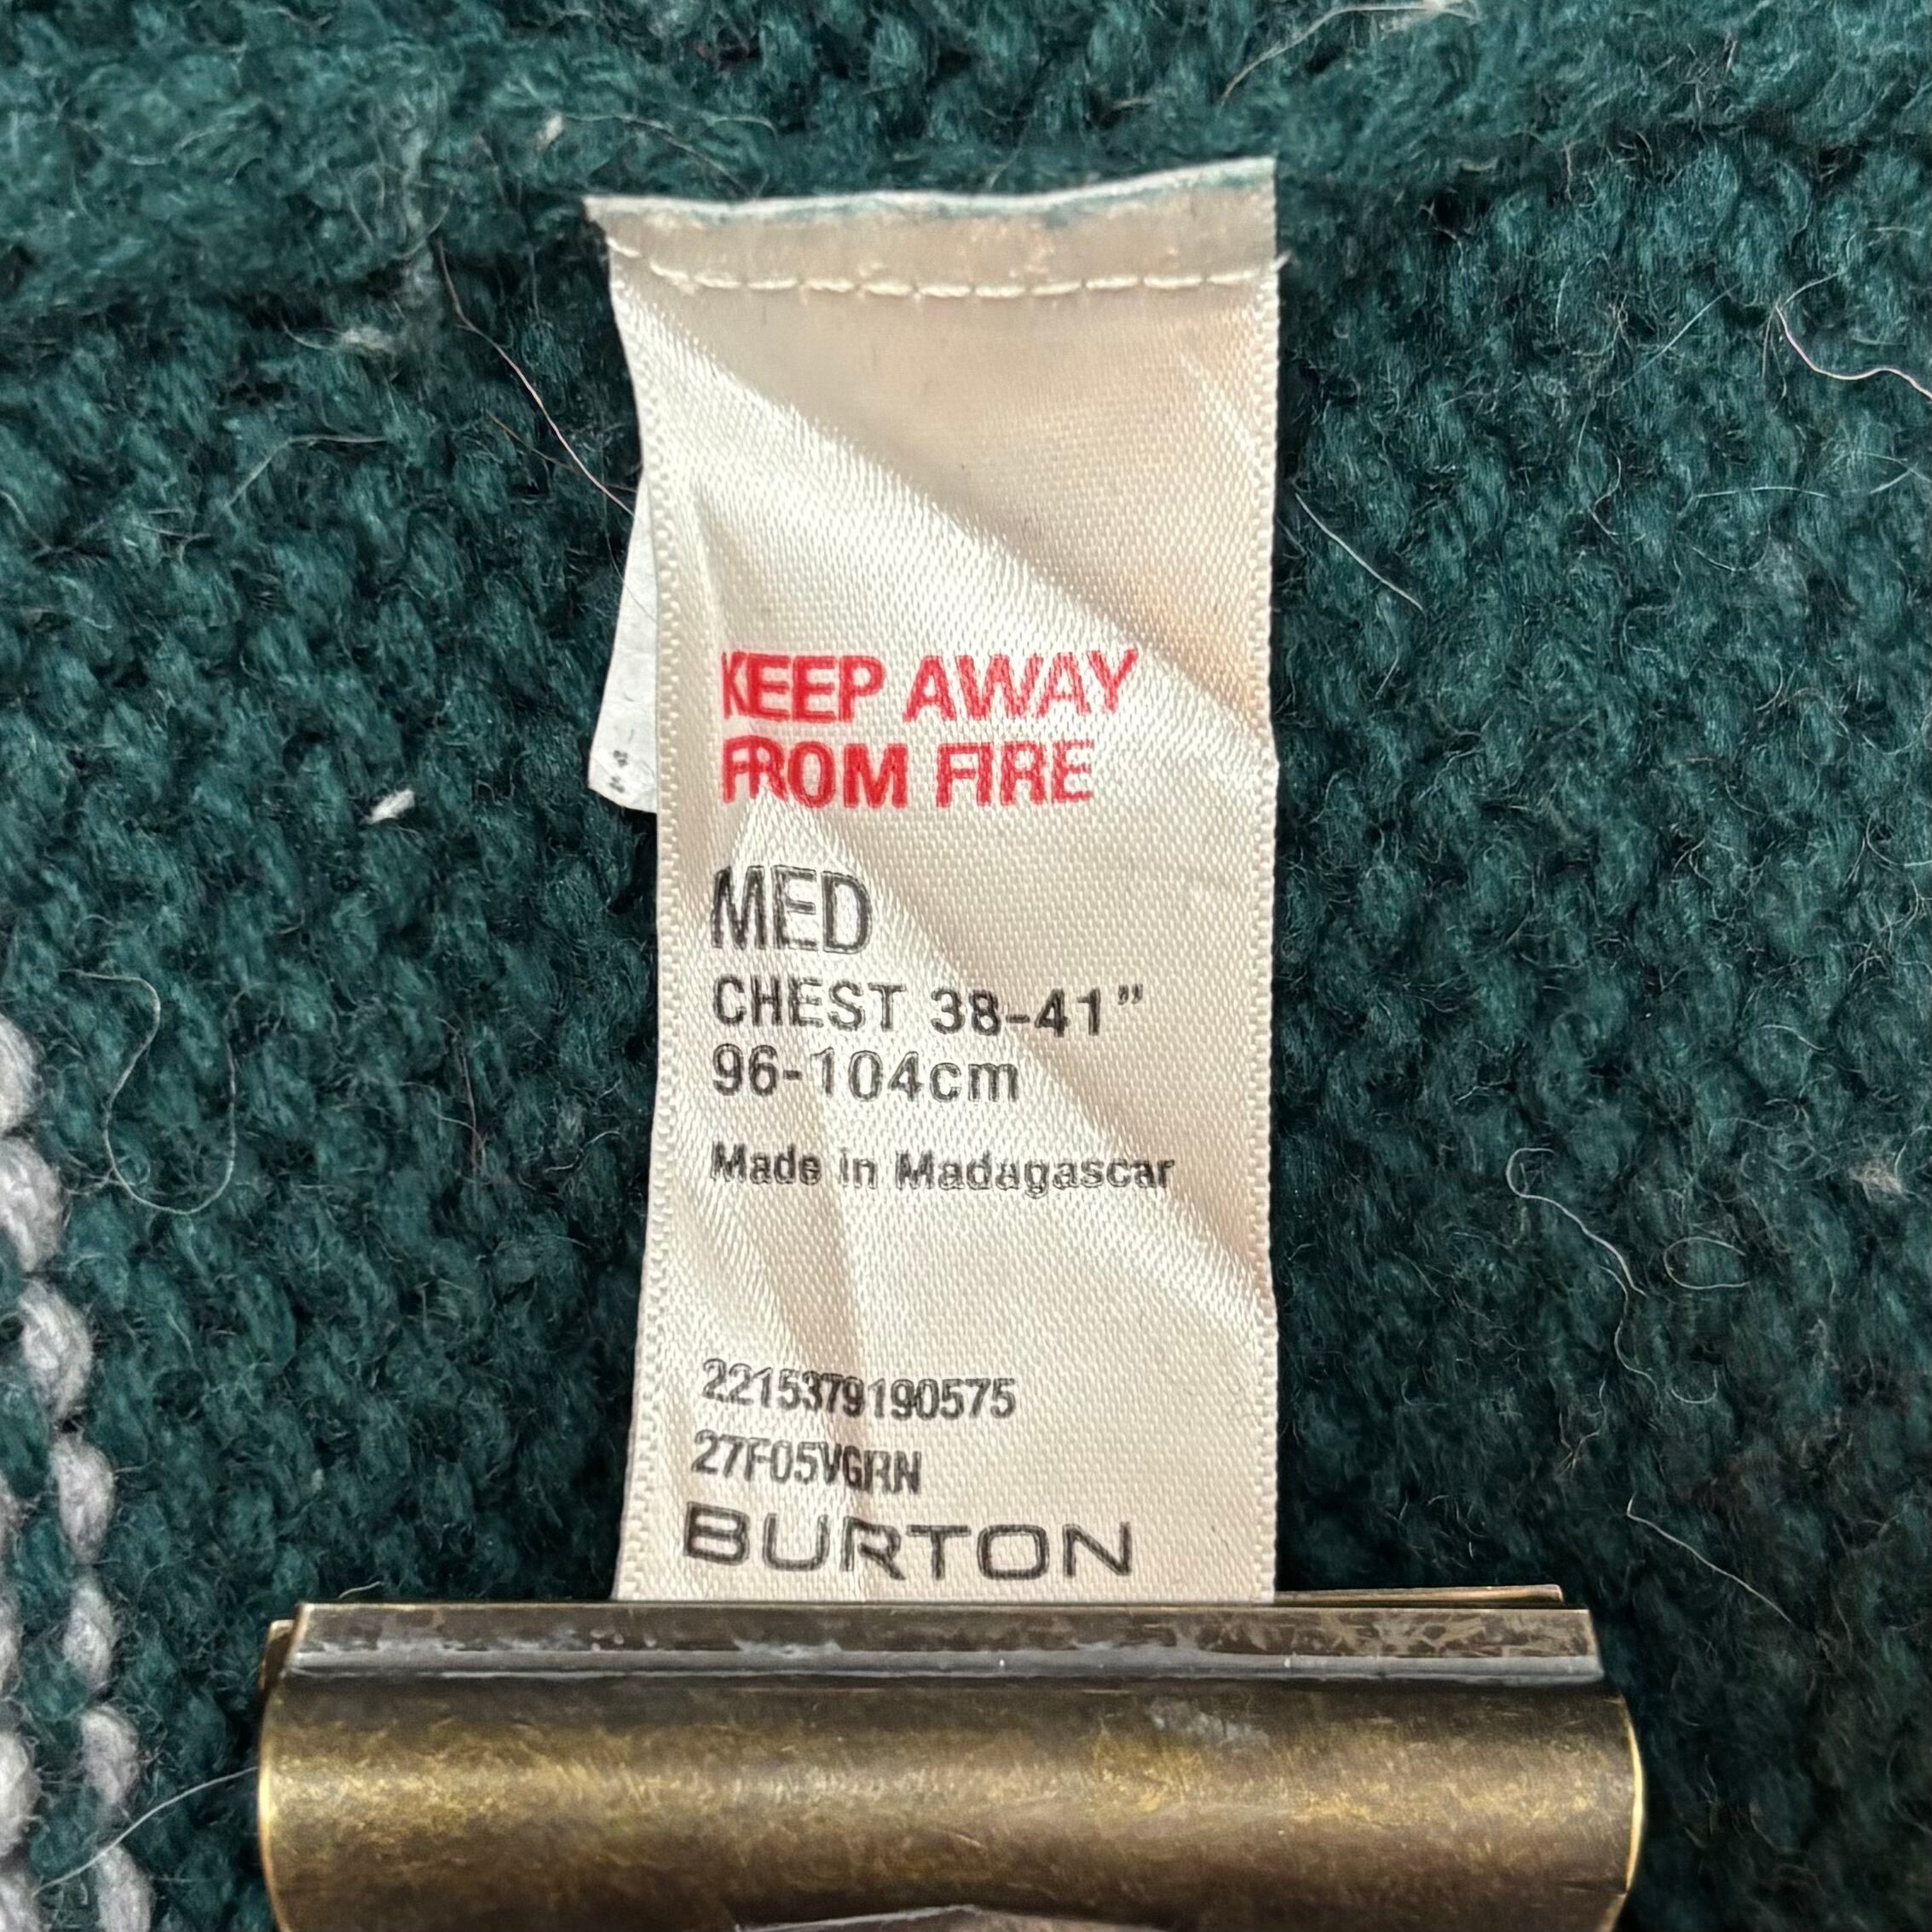 KEEP AWAY
FROM FIRE
MED
CHEST 38-41"
96-104cm
Made in Madagascar
2215379190575
27F05VGRN
BURTON